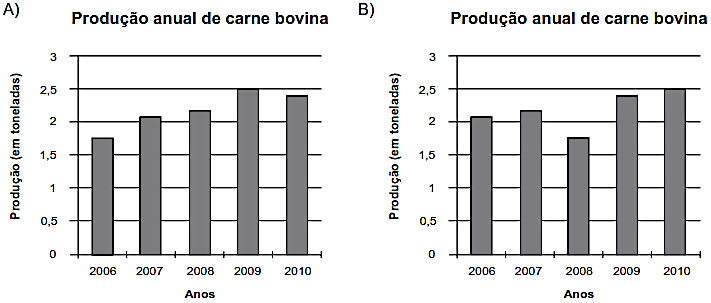 A)
Produção anual de carne bovina
Produção (em toneladas)
3
2,5
2
1,5
1
0,5
0
2006 2007 2008 2009 2010
Anos
B)
Produção anual de carne bovina
Produção (em toneladas)
3
2,5
2
1,5
1
0,5
0
2006 2007 2008 2009 2010
Anos